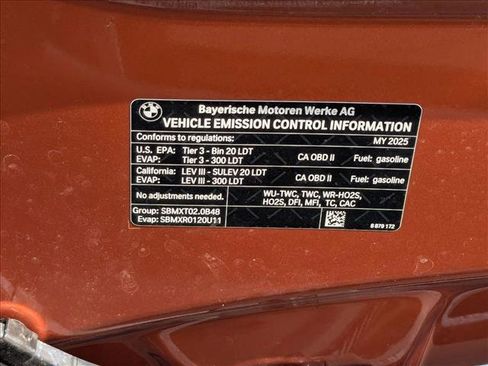 BMW
Bayerische Motoren Werke AG
VEHICLE EMISSION CONTROL INFORMATION
Conforms to regulations: MY 2025
U.S. EPA: Tier 3 - Bin 20 LDT CA OBD II Fuel: gasoline
EVAP: Tier 3 - 300 LDT
California: LEV III - SULEV 20 LDT CA OBD II Fuel: gasoline
EVAP: LEV III - 300 LDT
No adjustments needed. WU-TWC, TWC, WR-HO2S,
HO2S, DFI, MFI, TC, CAC
Group: SBMXT02.0B48
Evap: SBMXR0120U11
8 879 172